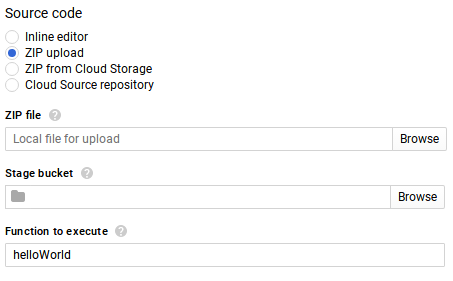 Source code
Inline editor
ZIP upload
ZIP from Cloud Storage
Cloud Source repository
ZIP file ?
Local file for upload Browse
Stage bucket ?
Browse
Function to execute ?
helloWorld